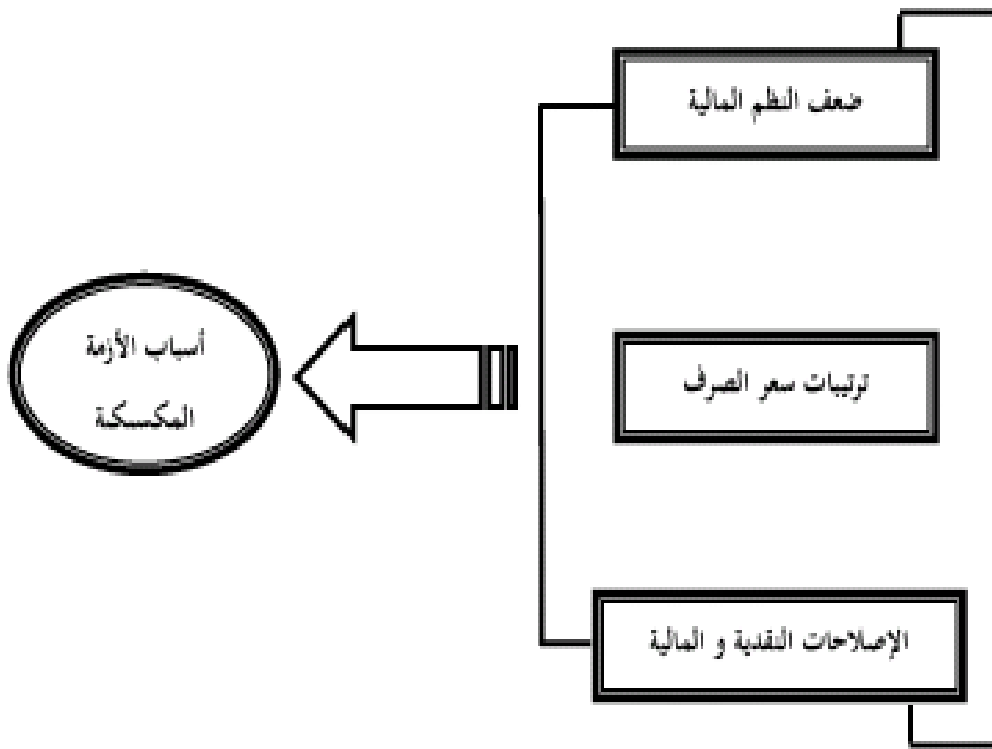 ضعف النظم المالية
ترتيبات سعر الصرف
أسباب الأزمة
المكسيكية
الإصلاحات النقدية و المالية